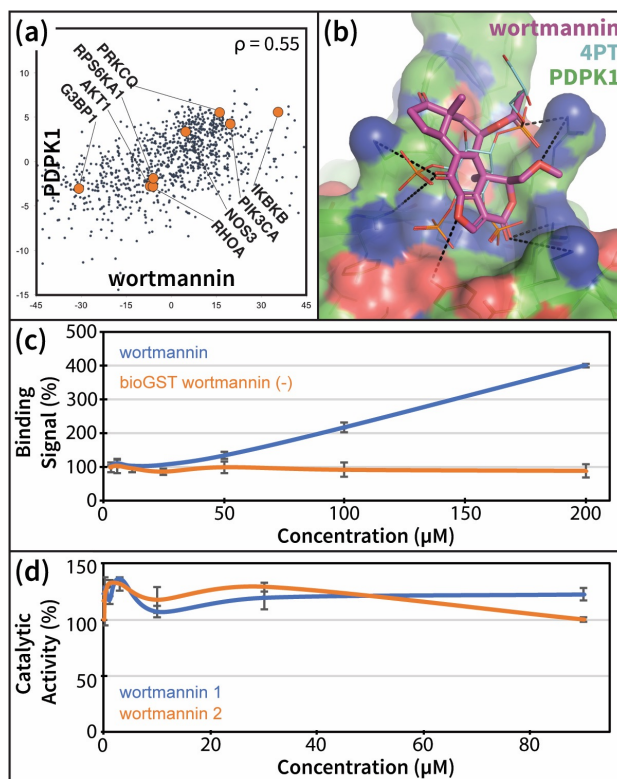 (a)
ρ = 0.55
PRKCQ
RPS6KA1
AKT1
G3BP1
PDPK1
10
5
0
-5
-10
-15
IKBKB
PIK3CA
NOS3
RHOA
wortmannin
-45 -30 -15 0 15 30 45
(b)
wortmannin
4PT
PDPK1
(c)
Binding
Signal (%)
500
400
300
200
100
0
wortmannin
bioGST wortmannin (-)
0 50 100 150 200
Concentration (μM)
(d)
Catalytic
Activity (%)
150
100
50
0
wortmannin 1
wortmannin 2
0 20 40 60 80
Concentration (μM)